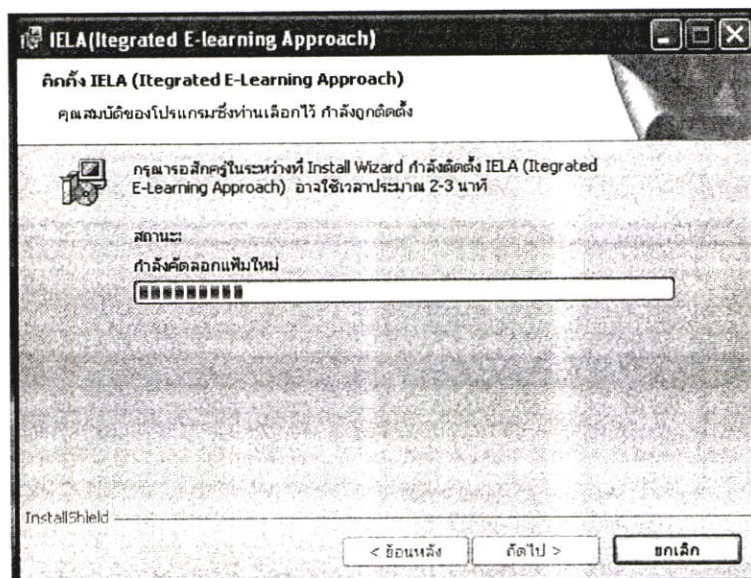 IELA(Itegrated E-learning Approach)
ติดตั้ง IELA (Itegrated E-Learning Approach)
คุณสมบัติของโปรแกรมซึ่งท่านเลือกไว้ กำลังถูกติดตั้ง
กรุณารอสักครู่ในระหว่างที่ Install Wizard กำลังติดตั้ง IELA (Itegrated
E-Learning Approach) อาจใช้เวลาประมาณ 2-3 นาที
สถานะ:
กำลังคัดลอกแฟ้มใหม่
InstallShield
< ย้อนหลัง
ถัดไป >
ยกเลิก